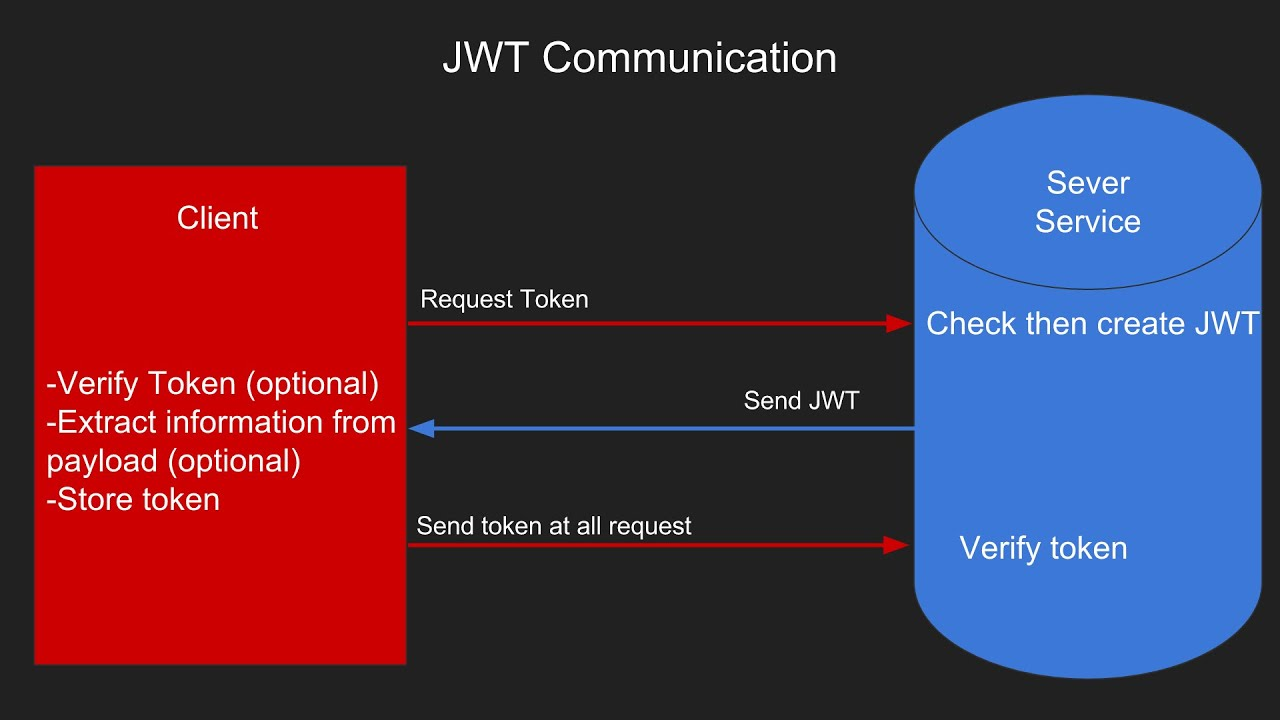 JWT Communication
Sever
Service
Client
Request Token
Check then create JWT
-Verify Token (optional)
-Extract information from
payload (optional)
-Store token
Send JWT
Send token at all request
Verify token